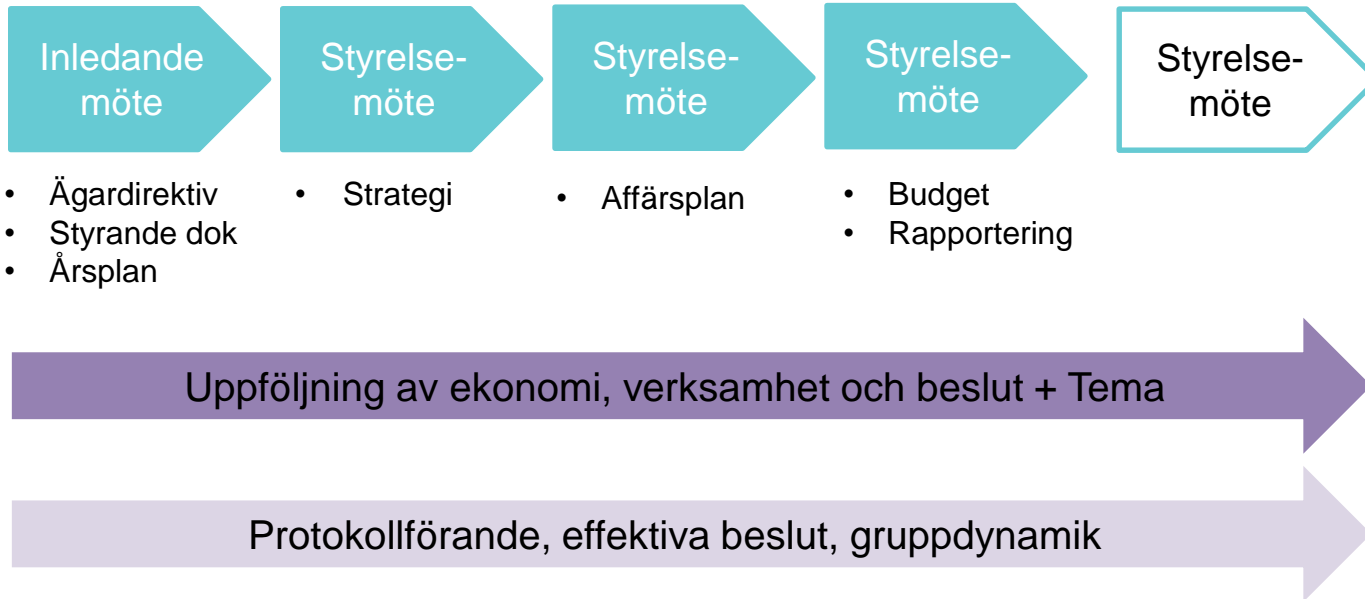 Inledande
möte
Styrelse-
möte
Styrelse-
möte
Styrelse-
möte
Styrelse-
möte
• Ägardirektiv
• Styrande dok
• Årsplan
• Strategi
• Affärsplan
• Budget
• Rapportering
Uppföljning av ekonomi, verksamhet och beslut + Tema
Protokollförande, effektiva beslut, gruppdynamik